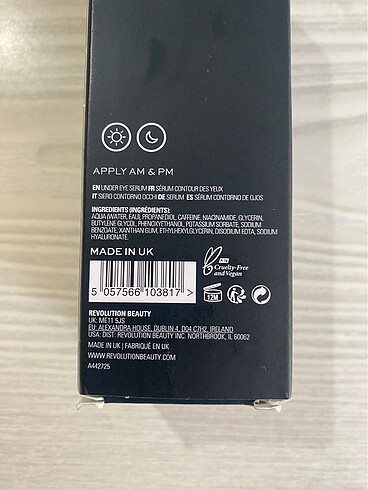 APPLY AM & PM
EN UNDER EYE SERUM FR SÉRUM CONTOUR DES YEUX
IT SIERO CONTORNO OCCHI DE SERUM ES SÉRUM CONTORNO DE OJOS
INGREDIENTS (INGRÉDIENTS):
AQUA (WATER, EAU), PROPANEDIOL, CAFFEINE, NIACINAMIDE, GLYCERIN,
BUTYLENE GLYCOL, PHENOXYETHANOL, POTASSIUM SORBATE, SODIUM
BENZOATE, XANTHAN GUM, ETHYLHEXYLGLYCERIN, DISODIUM EDTA, SODIUM
HYALURONATE.
MADE IN UK
Cruelty-Free
and Vegan
5 057566 103817 >
12M
REVOLUTION BEAUTY
UK: ME11 5JS
EU: ALEXANDRA HOUSE, DUBLIN 4, D04 C7H2, IRELAND
USA: DIST: REVOLUTION BEAUTY INC. NORTHBROOK, IL 60062
MADE IN UK | FABRIQUÉ EN UK
WWW.REVOLUTIONBEAUTY.COM
A442725